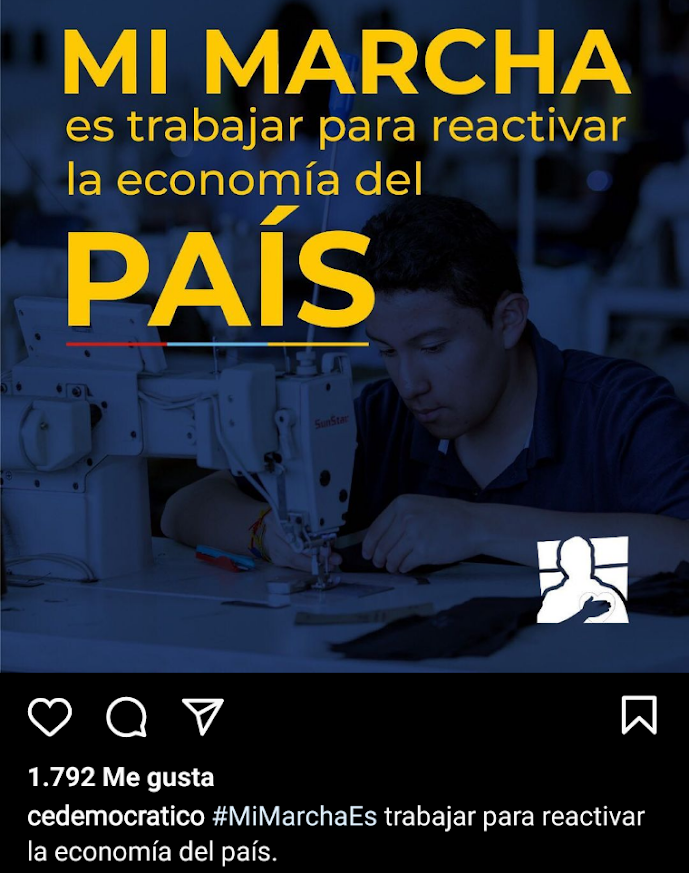 MI MARCHA
es trabajar para reactivar
la economía del
PAÍS
SunStar
1.792 Me gusta
cedemocratico #MiMarchaEs trabajar para reactivar
la economía del país.